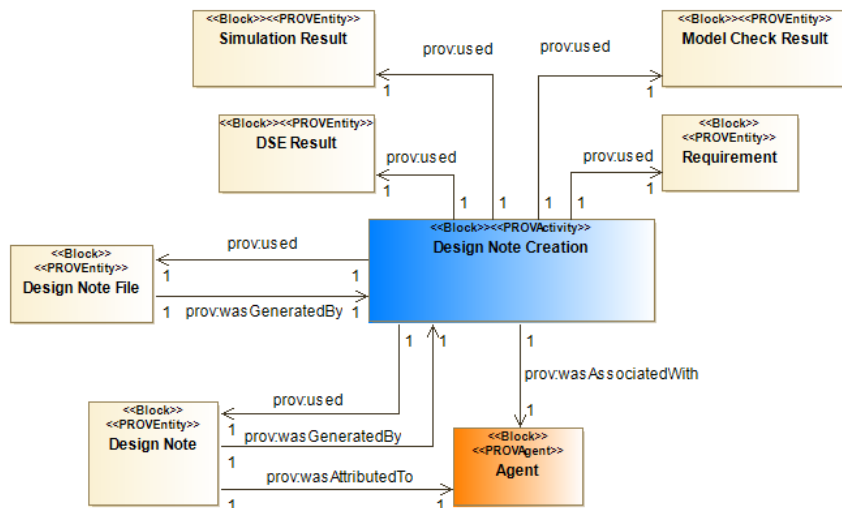 <<Block>><<PROVEntity>>
Simulation Result
<<Block>><<PROVEntity>>
Model Check Result
prov:used
prov:used
1
1
<<Block>><<PROVEntity>>
DSE Result
<<Block>>
<<PROVEntity>>
Requirement
prov:used
prov:used
1
1
1
1
1
1
<<Block>><<PROVActivity>>
Design Note Creation
<<Block>>
<<PROVEntity>>
Design Note File
prov:used
1
1
1
prov:wasGeneratedBy
1
1
1
1
prov:wasAssociatedWith
<<Block>>
<<PROVEntity>>
Design Note
prov:used
1
prov:wasGeneratedBy
1
1
<<Block>>
<<PROVAgent>>
Agent
prov:wasAttributedTo
1
1